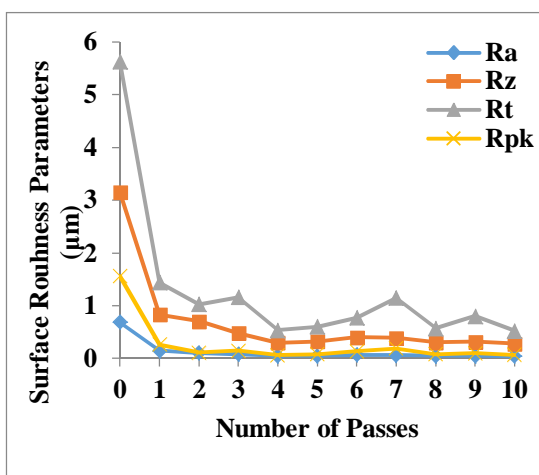 Surface Rouhness Parameters
(µm)
6
5
4
3
2
1
0
0 1 2 3 4 5 6 7 8 9 10
Number of Passes
Ra
Rz
Rt
Rpk